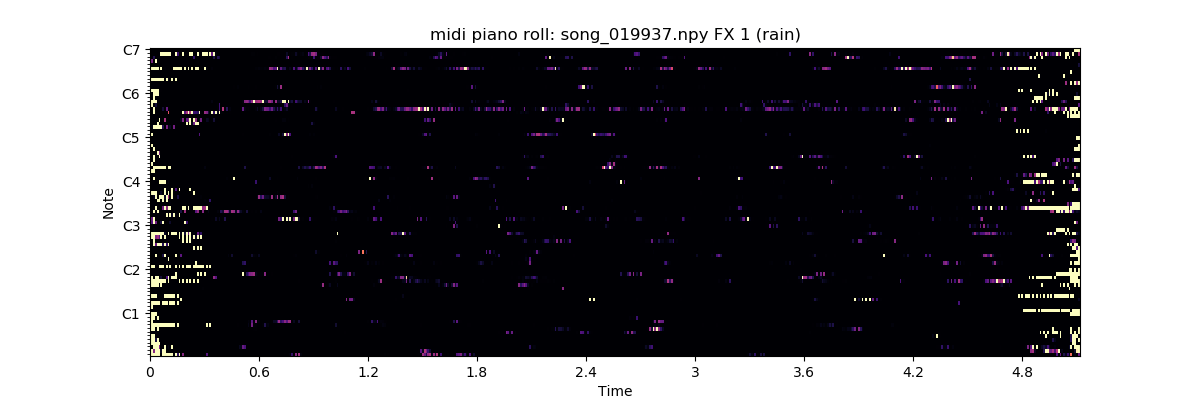 midi piano roll: song_019937.npy FX 1 (rain)
C7
C6
C5
C4
C3
C2
C1
Note
0 0.6 1.2 1.8 2.4 3 3.6 4.2 4.8
Time